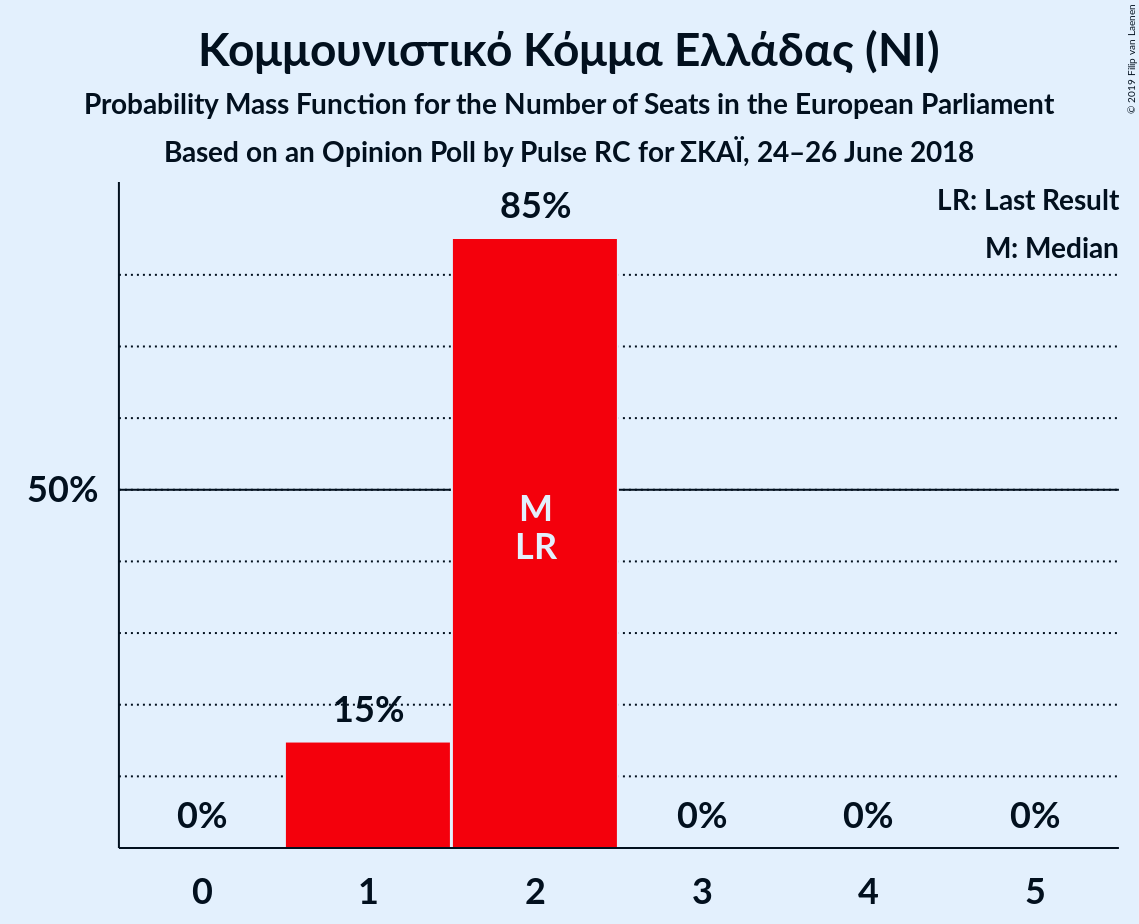 Κομμουνιστικό Κόμμα Ελλάδας (NI)
Probability Mass Function for the Number of Seats in the European Parliament
Based on an Opinion Poll by Pulse RC for ΣΚΑΪ, 24–26 June 2018
© 2019 Filip van Laenen
LR: Last Result
M: Median
85%
50%
M
LR
15%
0%
0%
0%
0%
0
1
2
3
4
5